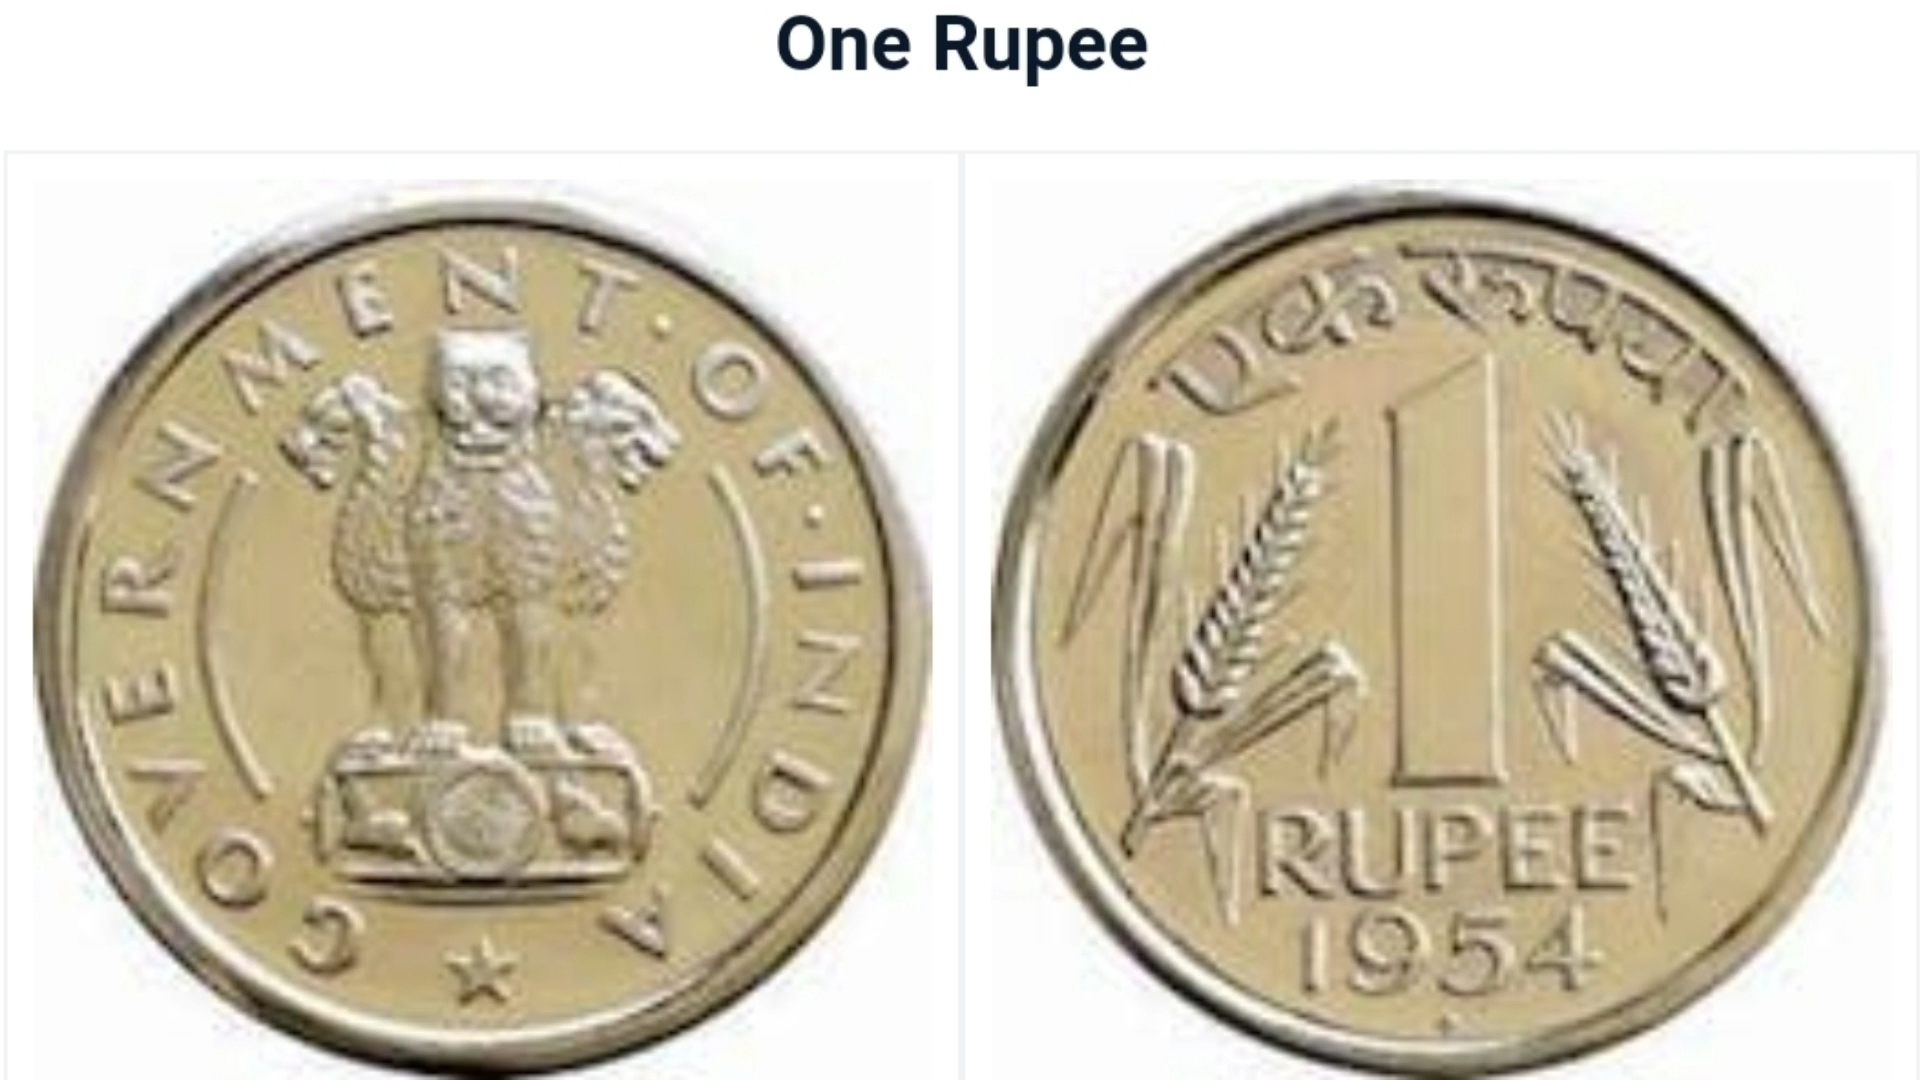 One Rupee
GOVERNMENT · OF · INDIA
एक रूपया
1
RUPEE
1954